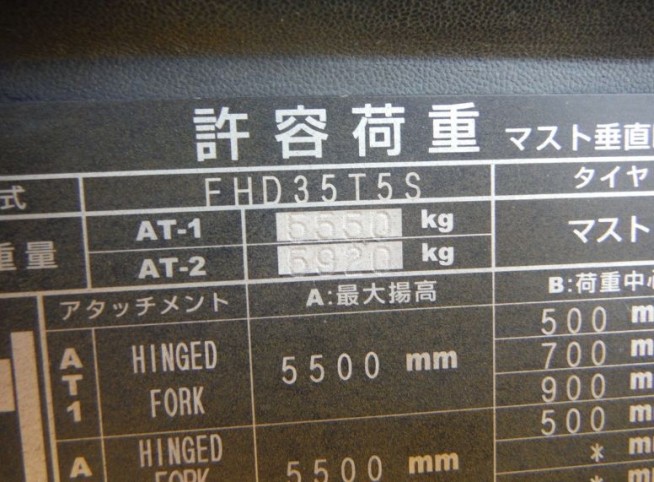 許容荷重 マスト垂直
式 FHD35T5S タイヤ
重量 AT-1 5550 kg マスト
AT-2 5920 kg
アタッチメント A:最大揚高 B:荷重中心
AT1 HINGED FORK 5500 mm 500 m
700 m
900 m
500 m
A HINGED FORK 5500 mm * m
* m